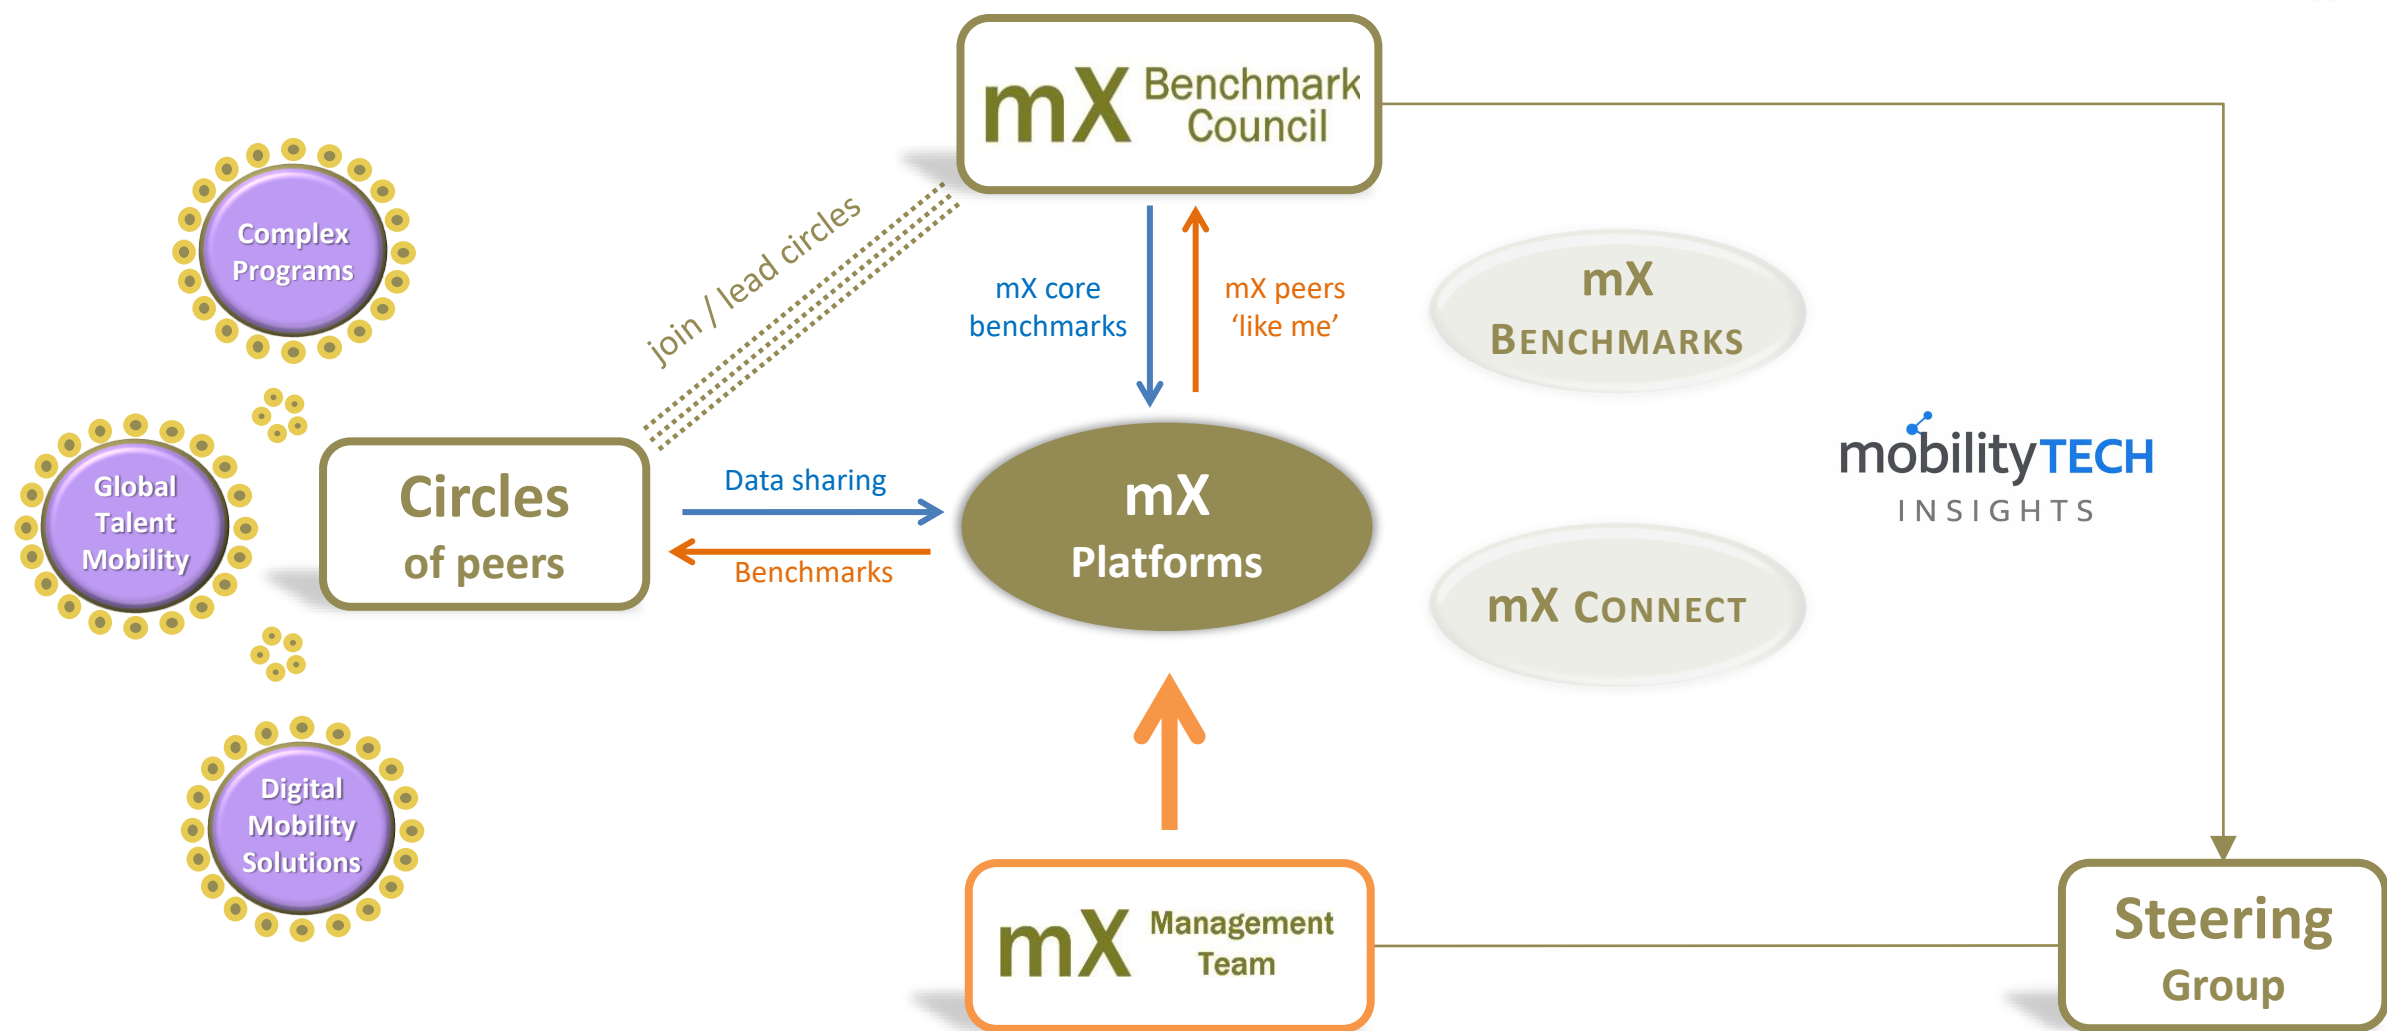 mX Benchmark
Council
Complex
Programs
join / lead circles
mX core
benchmarks
mX peers
‘like me’
mX
BENCHMARKS
Global
Talent
Mobility
Circles
of peers
Data sharing
Benchmarks
mX
Platforms
mobilityTECH
INSIGHTS
mX CONNECT
Digital
Mobility
Solutions
mX Management
Team
Steering
Group